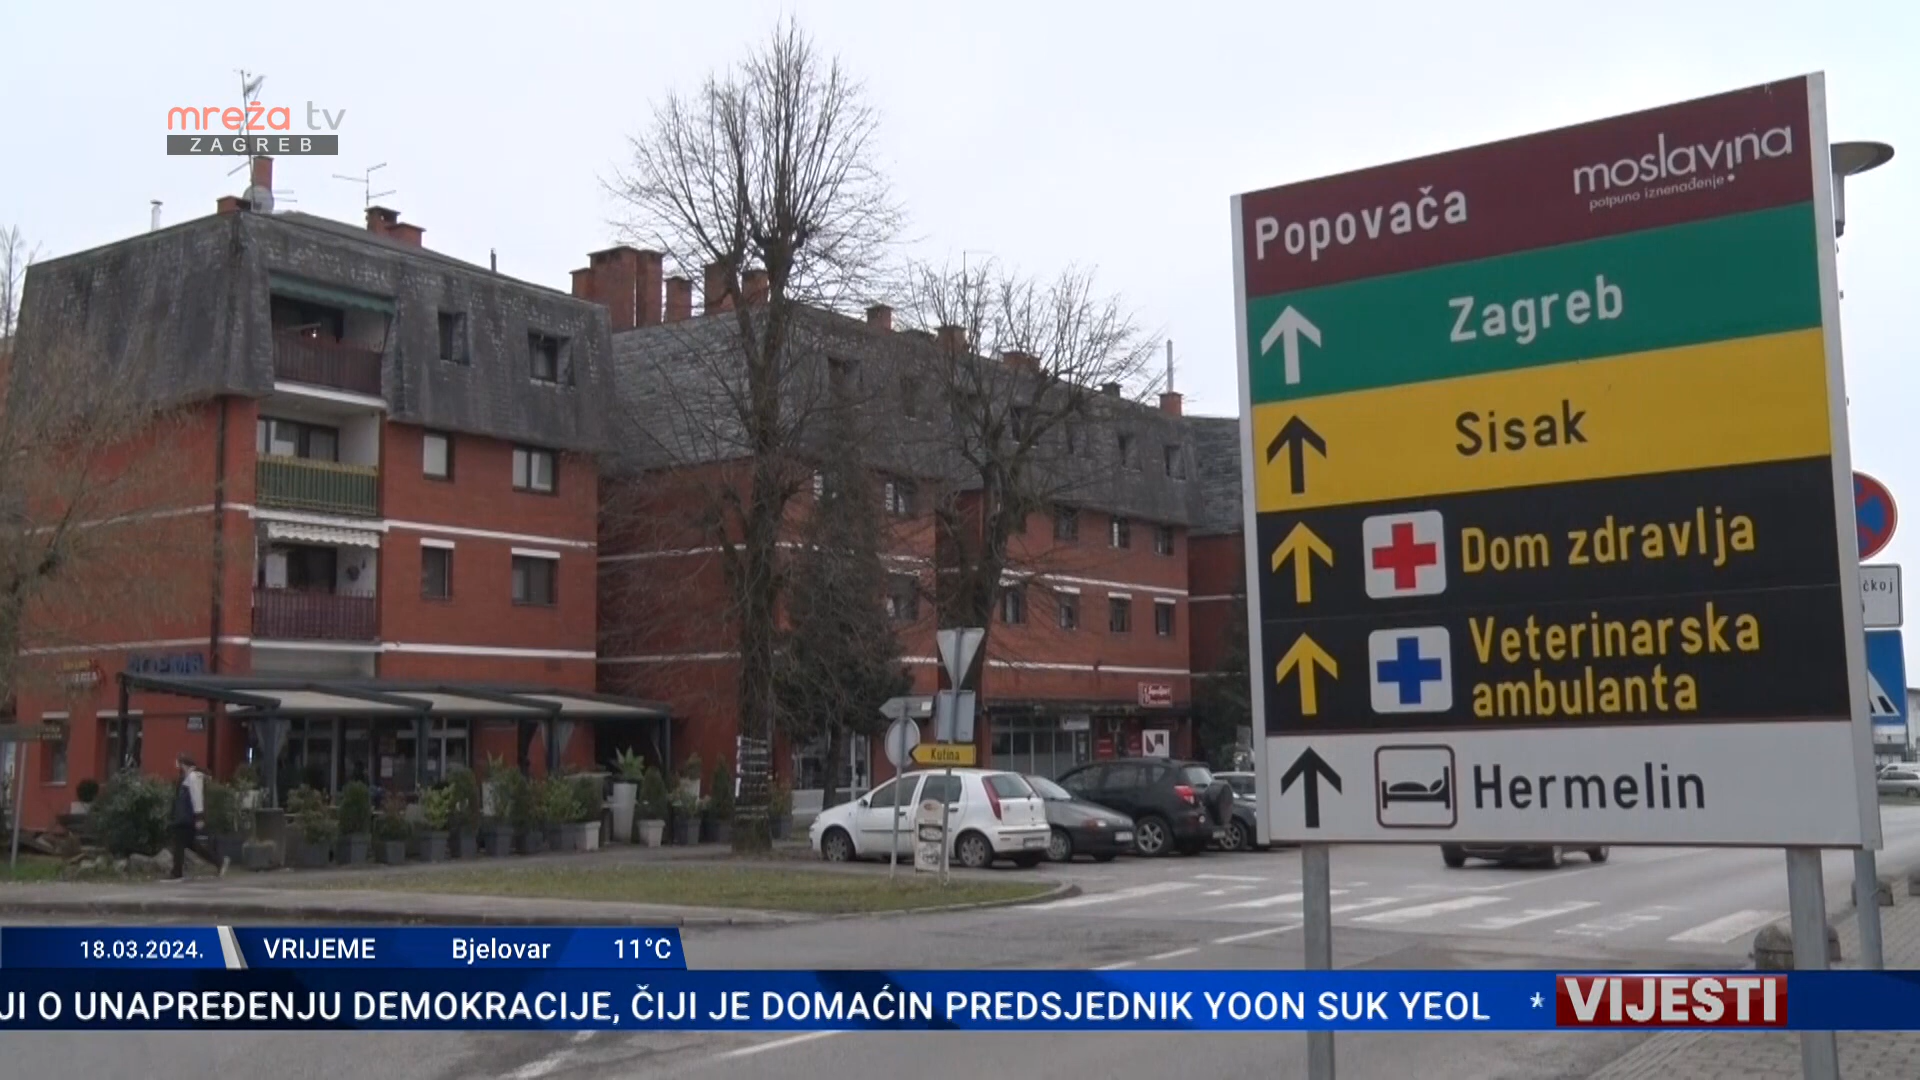 mreža tv
ZAGREB
Popovača
moslavina
potpuno iznenađenje
Zagreb
Sisak
Dom zdravlja
Veterinarska
ambulanta
Hermelin
Kutina
čkoj
18.03.2024.
VRIJEME
Bjelovar
11°C
JI O UNAPREĐENJU DEMOKRACIJE, ČIJI JE DOMAĆIN PREDSJEDNIK YOON SUK YEOL *
VIJESTI